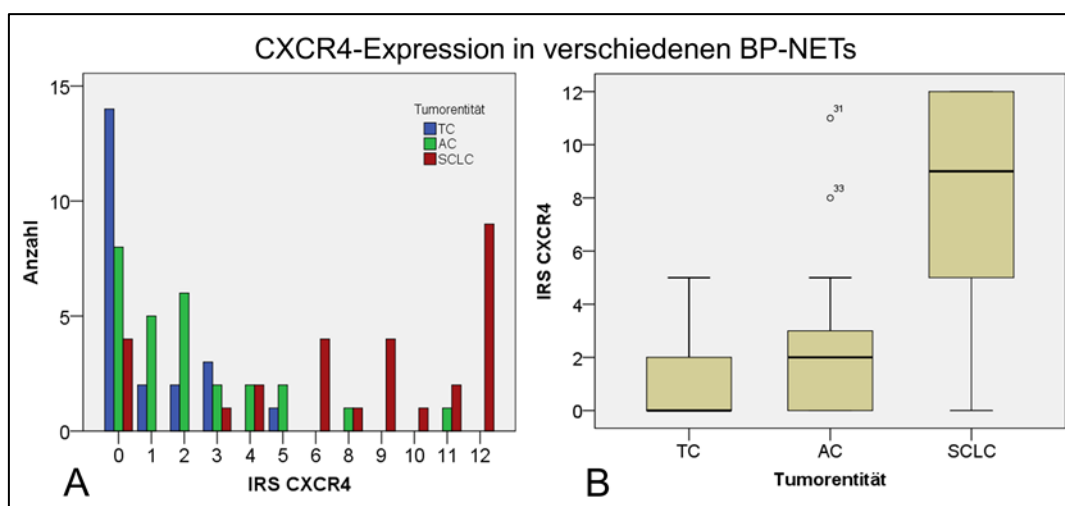 CXCR4-Expression in verschiedenen BP-NETs
15
10
5
0
Anzahl
Tumorentität
TC
AC
SCLC
0 1 2 3 4 5 6 8 9 10 11 12
IRS CXCR4
A
12
10
8
6
4
2
0
IRS CXCR4
31
33
TC AC SCLC
Tumorentität
B